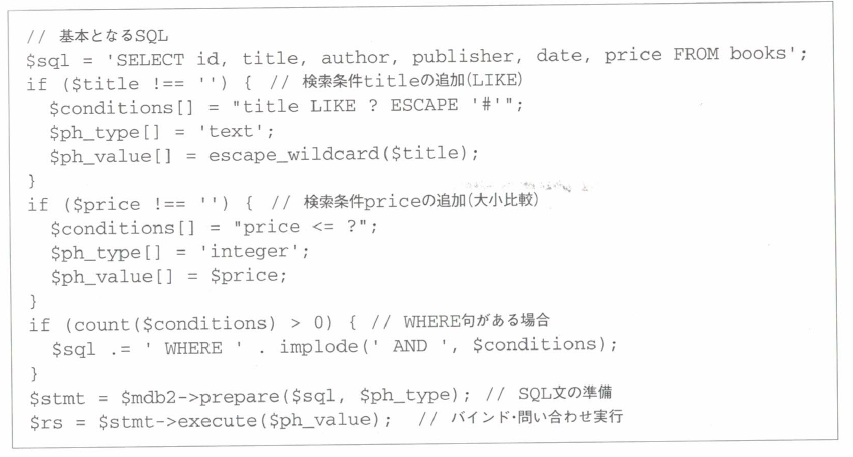 // 基本となるSQL
$sql = 'SELECT id, title, author, publisher, date, price FROM books';
if ($title !== '') { // 検索条件titleの追加(LIKE)
  $conditions[] = "title LIKE ? ESCAPE '#'";
  $ph_type[] = 'text';
  $ph_value[] = escape_wildcard($title);
}
if ($price !== '') { // 検索条件priceの追加(大小比較)
  $conditions[] = "price <= ?";
  $ph_type[] = 'integer';
  $ph_value[] = $price;
}
if (count($conditions) > 0) { // WHERE句がある場合
  $sql .= ' WHERE ' . implode(' AND ', $conditions);
}
$stmt = $mdb2->prepare($sql, $ph_type); // SQL文の準備
$rs = $stmt->execute($ph_value);  // バインド・問い合わせ実行